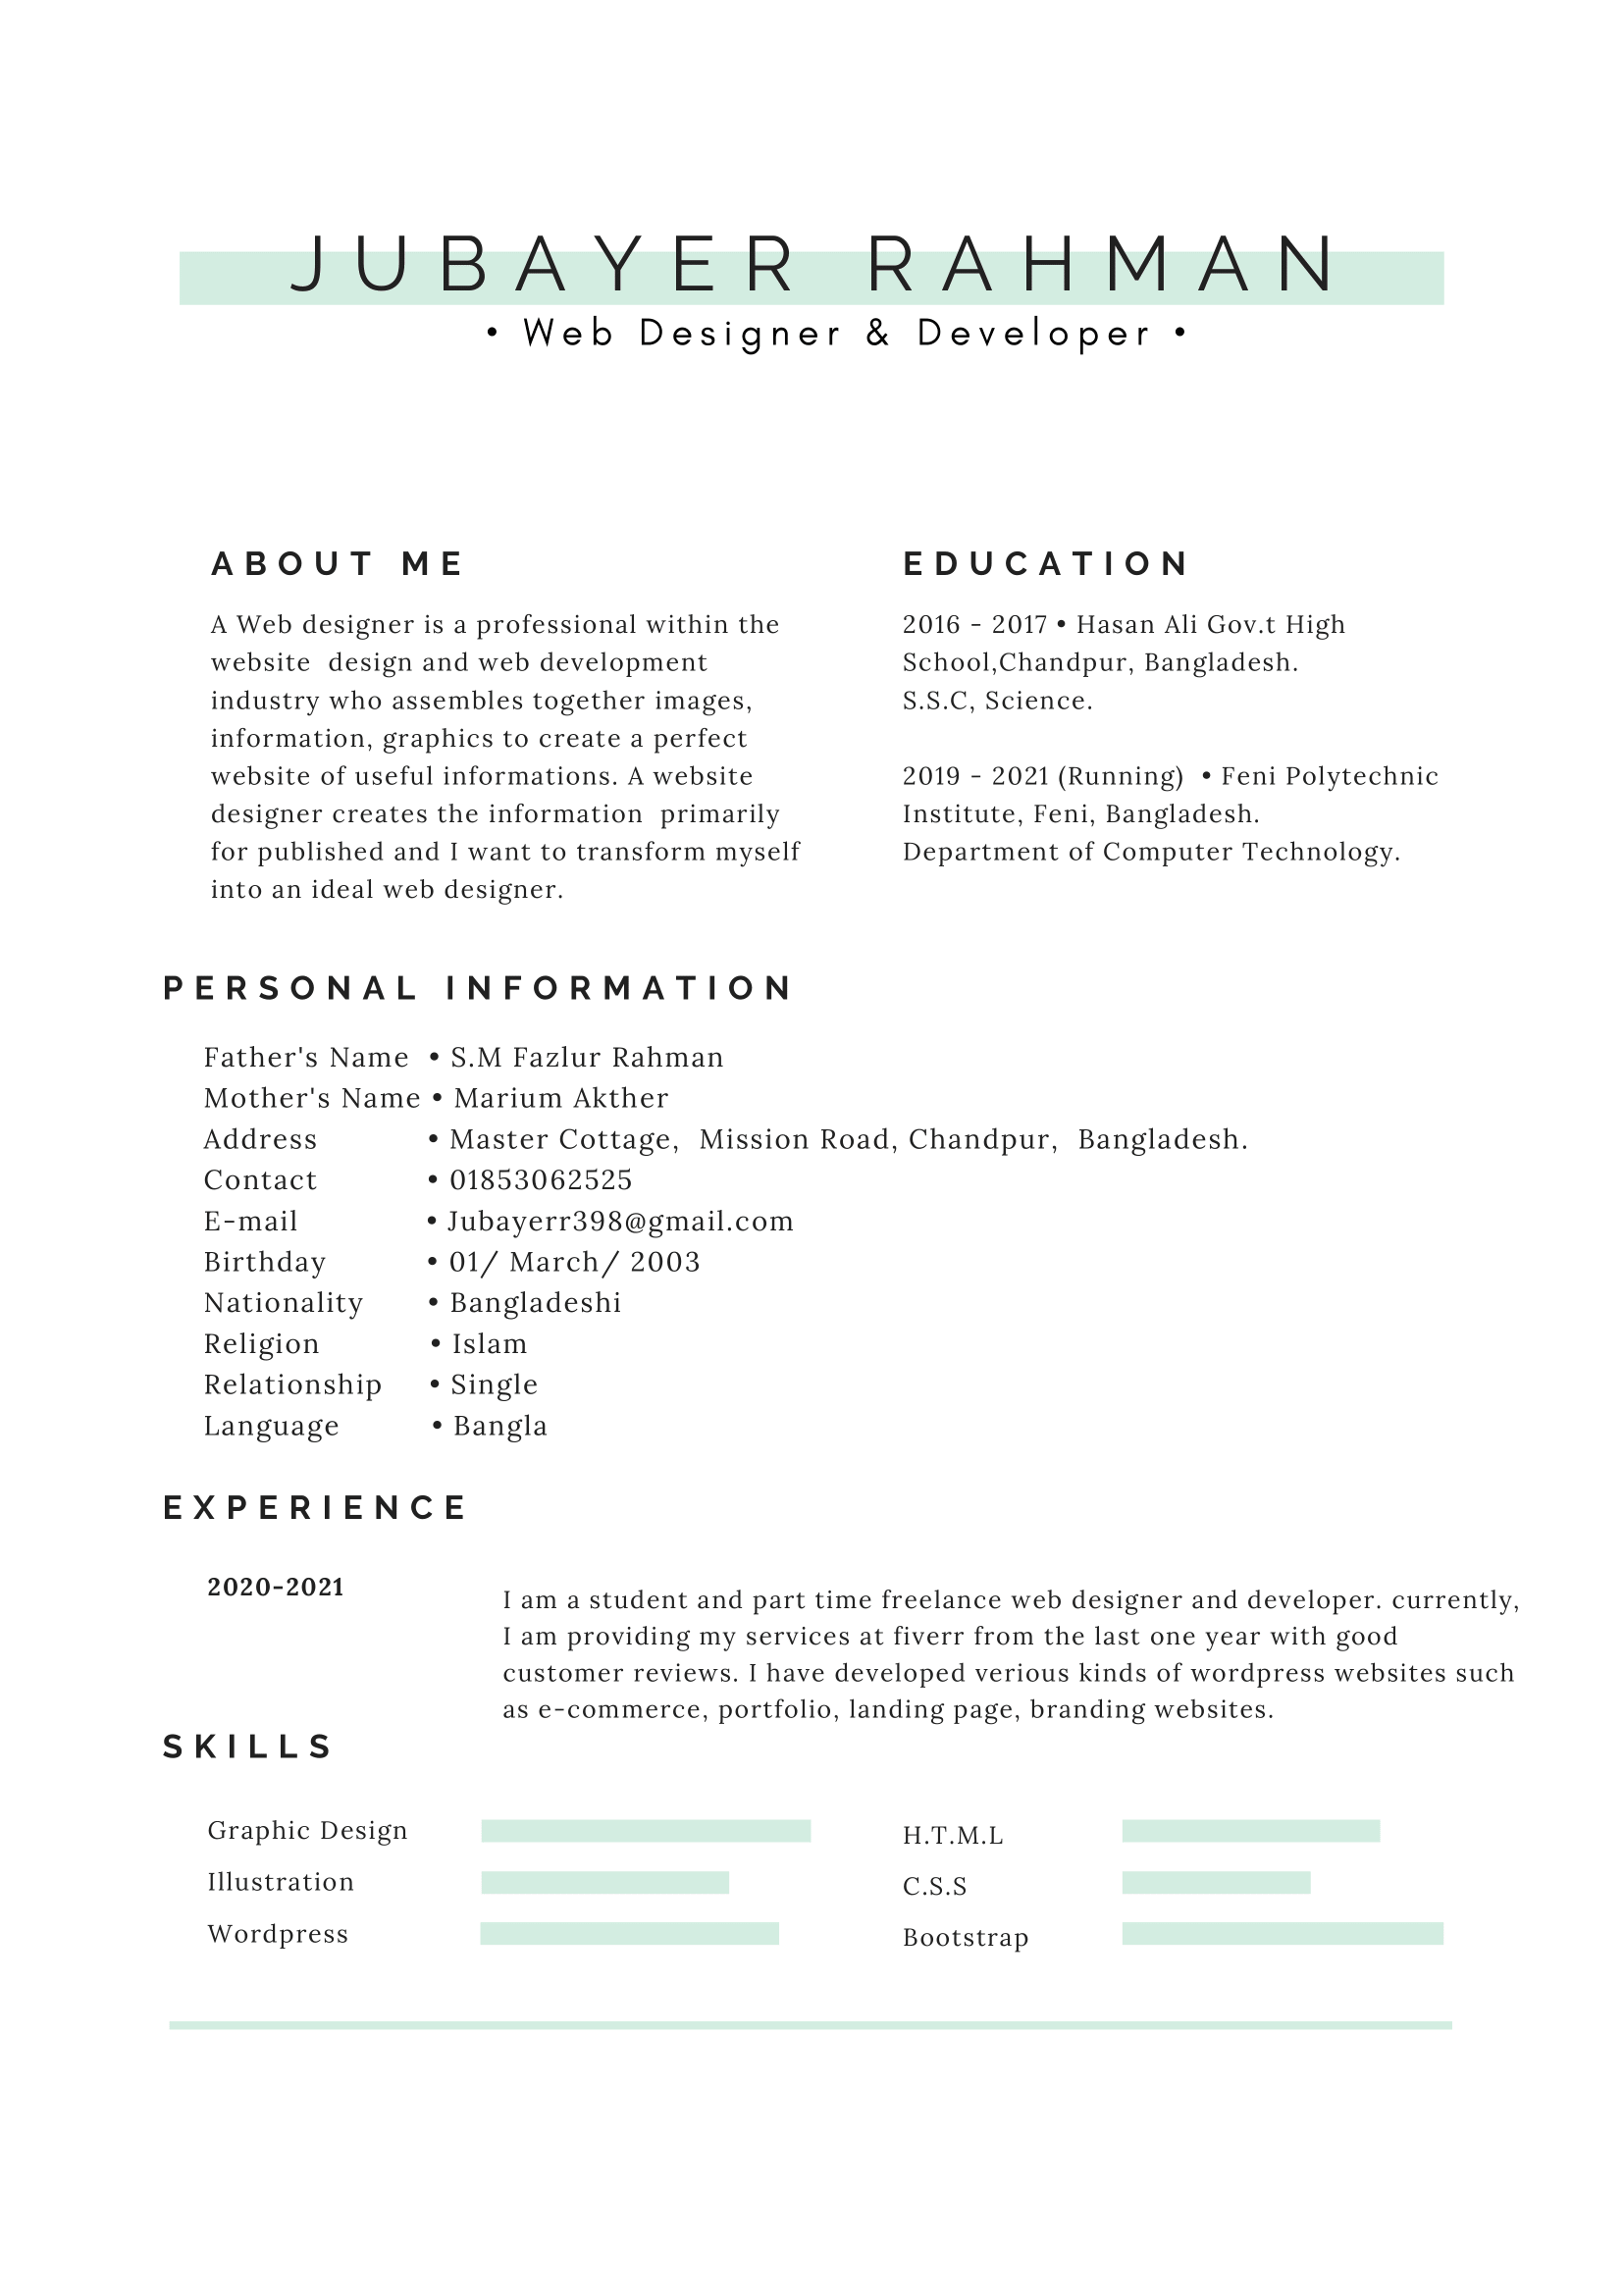 JUBAYER RAHMAN
• Web Designer & Developer •
ABOUT ME
A Web designer is a professional within the
website design and web development
industry who assembles together images,
information, graphics to create a perfect
website of useful informations. A website
designer creates the information primarily
for published and I want to transform myself
into an ideal web designer.
EDUCATION
2016 - 2017 • Hasan Ali Gov.t High
School,Chandpur, Bangladesh.
S.S.C, Science.
2019 - 2021 (Running) • Feni Polytechnic
Institute, Feni, Bangladesh.
Department of Computer Technology.
PERSONAL INFORMATION
Father's Name • S.M Fazlur Rahman
Mother's Name • Marium Akther
Address • Master Cottage, Mission Road, Chandpur, Bangladesh.
Contact • 01853062525
E-mail • Jubayerr398@gmail.com
Birthday • 01/ March/ 2003
Nationality • Bangladeshi
Religion • Islam
Relationship • Single
Language • Bangla
EXPERIENCE
2020-2021
I am a student and part time freelance web designer and developer. currently,
I am providing my services at fiverr from the last one year with good
customer reviews. I have developed verious kinds of wordpress websites such
as e-commerce, portfolio, landing page, branding websites.
SKILLS
Graphic Design
Illustration
Wordpress
H.T.M.L
C.S.S
Bootstrap